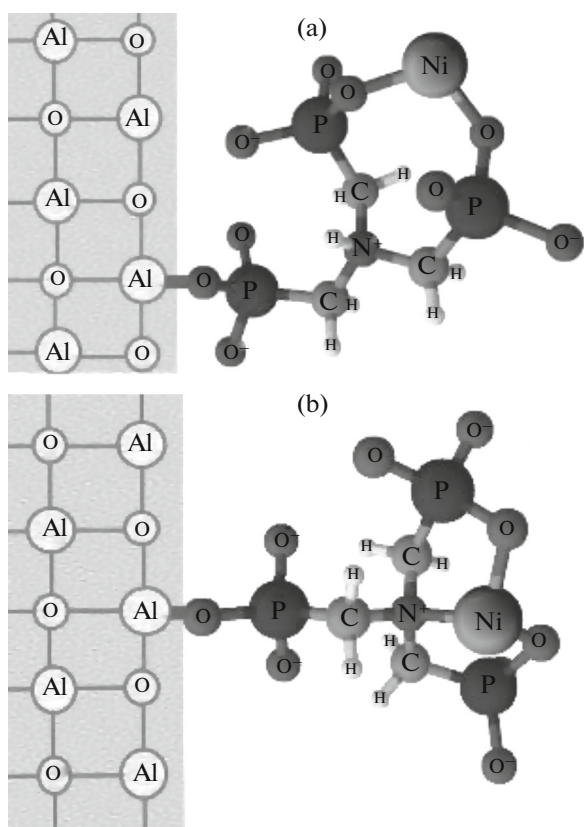 (a)
Al O
O Al
Al O
O Al O P C H
Al O
O O O⁻ P
Ni
O
O P O⁻
C H H
H N⁺
C H H
O O⁻
H
(b)
O Al
Al O
O Al O P C N⁺ Ni O
Al O
O Al
O O⁻ P O
C H H
H H
O⁻ O⁻
H C H
P
O⁻